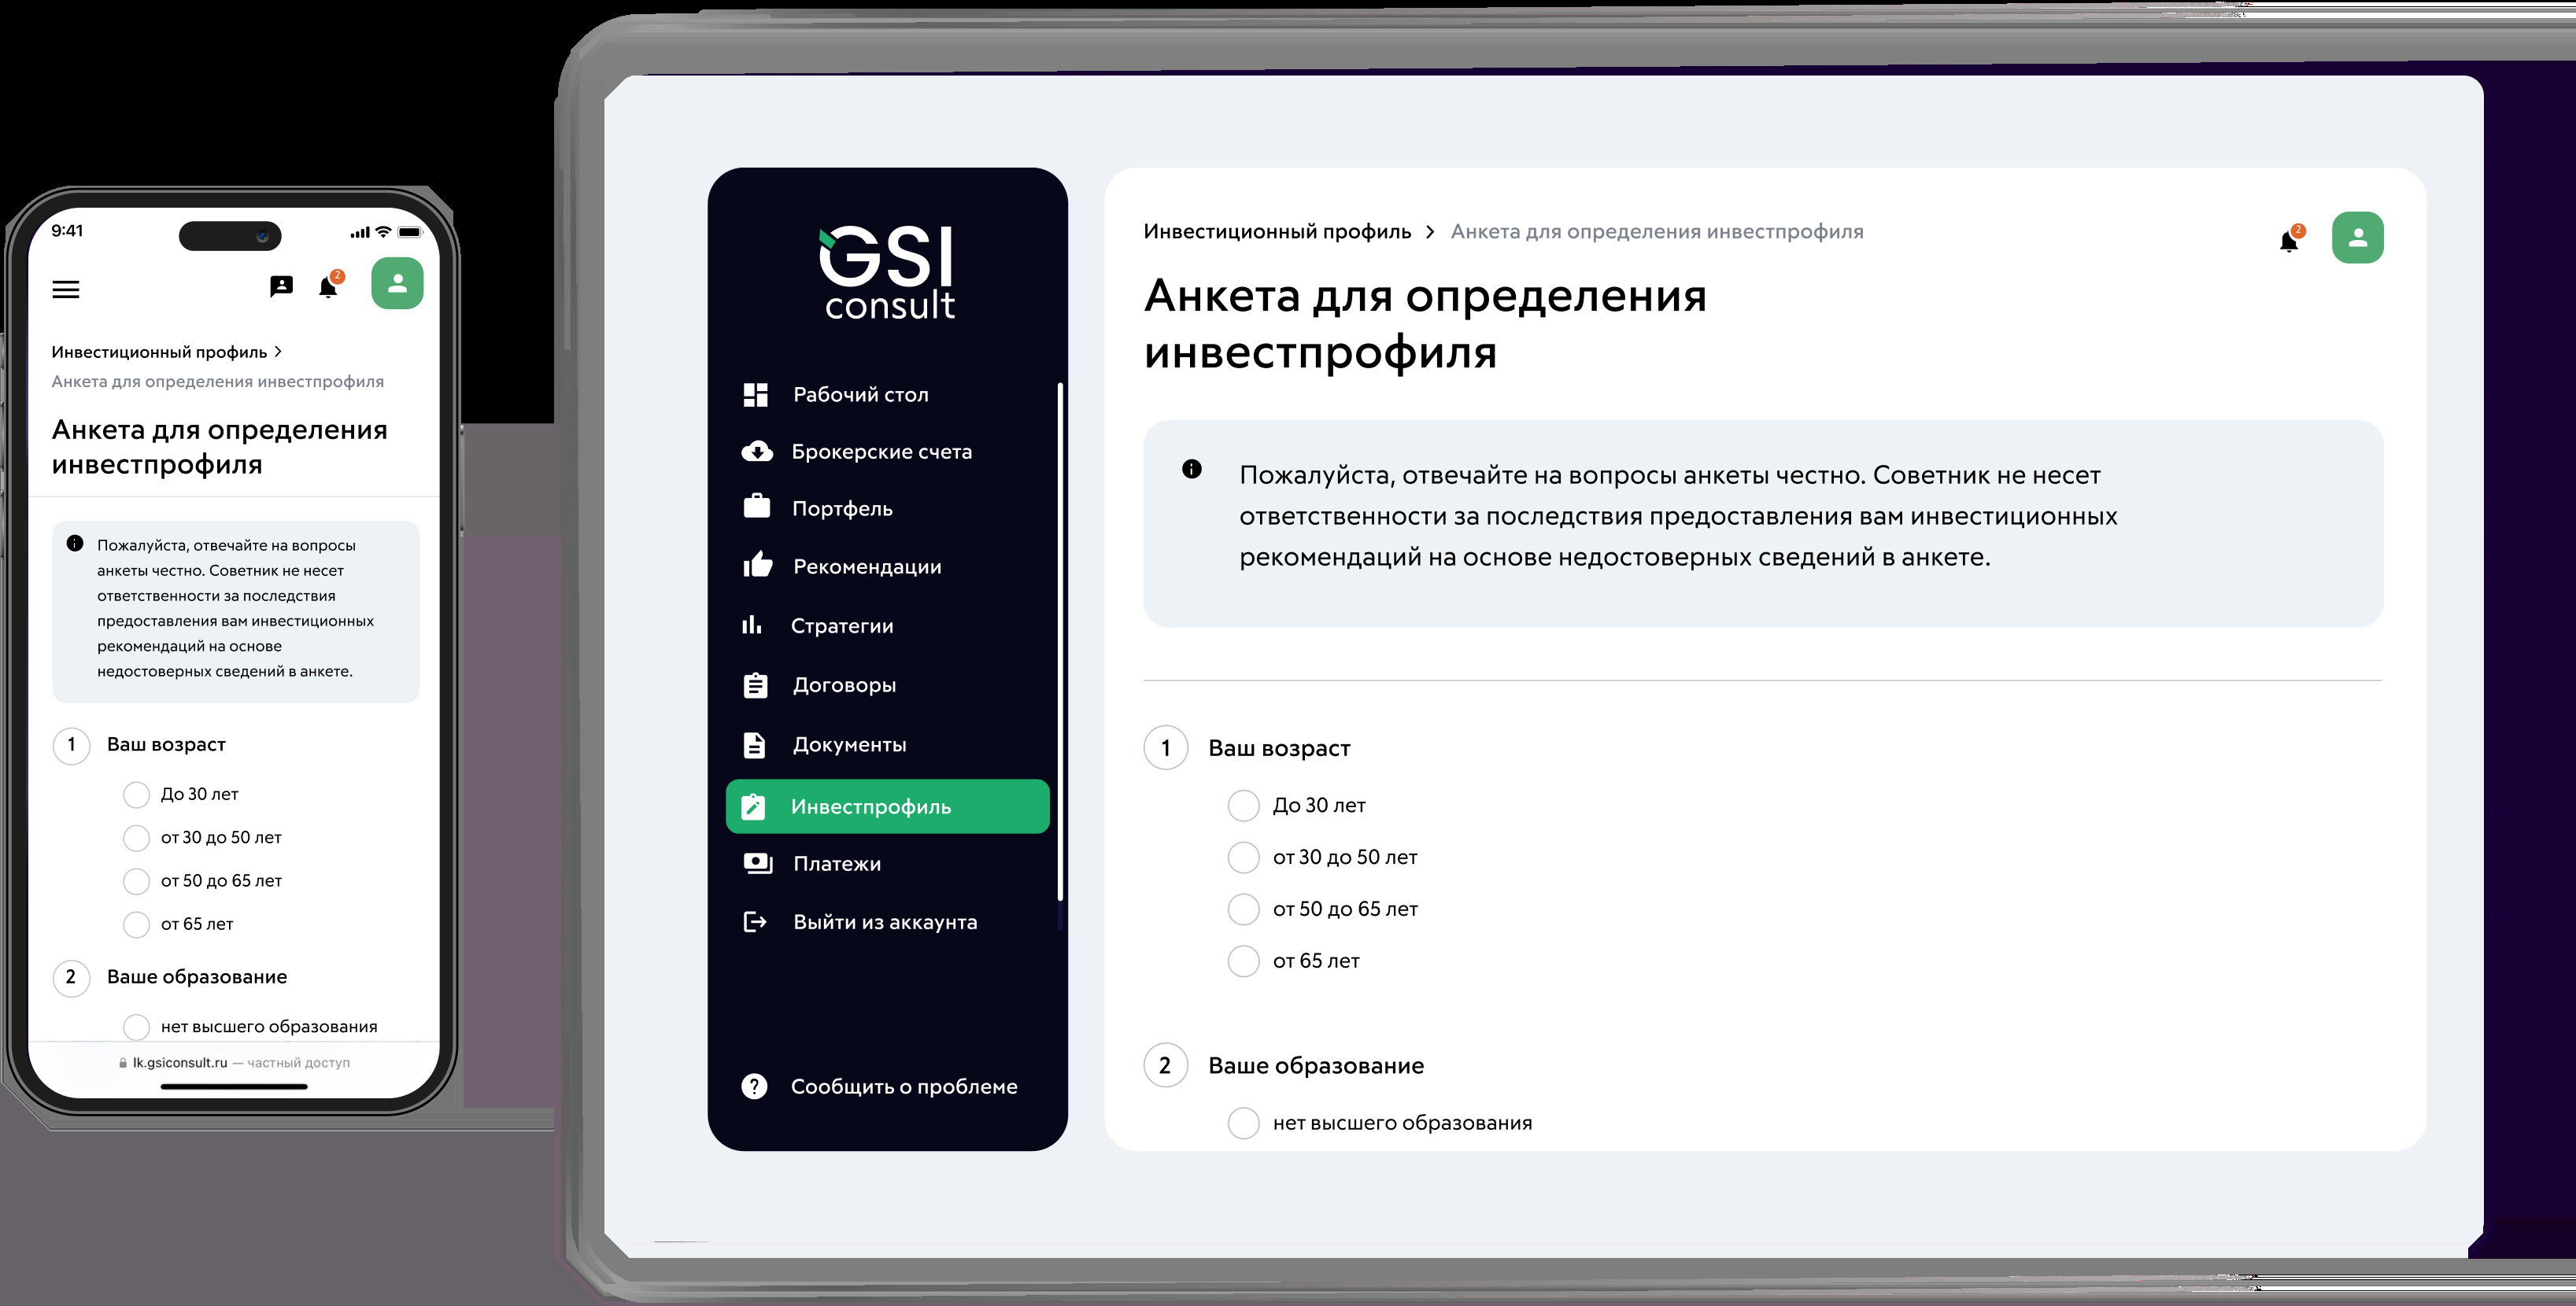 9:41
2
Инвестиционный профиль >
Анкета для определения инвестпрофиля
Анкета для определения
инвестпрофиля
Пожалуйста, отвечайте на вопросы
анкеты честно. Советник не несет
ответственности за последствия
предоставления вам инвестиционных
рекомендаций на основе
недостоверных сведений в анкете.
1 Ваш возраст
До 30 лет
от 30 до 50 лет
от 50 до 65 лет
от 65 лет
2 Ваше образование
нет высшего образования
lk.gsiconsult.ru — частный доступ
GSI
consult
Рабочий стол
Брокерские счета
Портфель
Рекомендации
Стратегии
Договоры
Документы
Инвестпрофиль
Платежи
Выйти из аккаунта
Сообщить о проблеме
Инвестиционный профиль > Анкета для определения инвестпрофиля
2
Анкета для определения
инвестпрофиля
Пожалуйста, отвечайте на вопросы анкеты честно. Советник не несет
ответственности за последствия предоставления вам инвестиционных
рекомендаций на основе недостоверных сведений в анкете.
1 Ваш возраст
До 30 лет
от 30 до 50 лет
от 50 до 65 лет
от 65 лет
2 Ваше образование
нет высшего образования